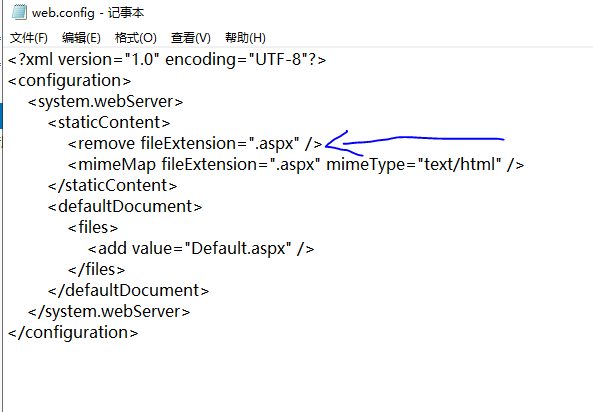 web.config - 记事本
文件(F) 编辑(E) 格式(O) 查看(V) 帮助(H)
<?xml version="1.0" encoding="UTF-8"?>
<configuration>
<system.webServer>
<staticContent>
<remove fileExtension=".aspx" />
<mimeMap fileExtension=".aspx" mimeType="text/html" />
</staticContent>
<defaultDocument>
<files>
<add value="Default.aspx" />
</files>
</defaultDocument>
</system.webServer>
</configuration>